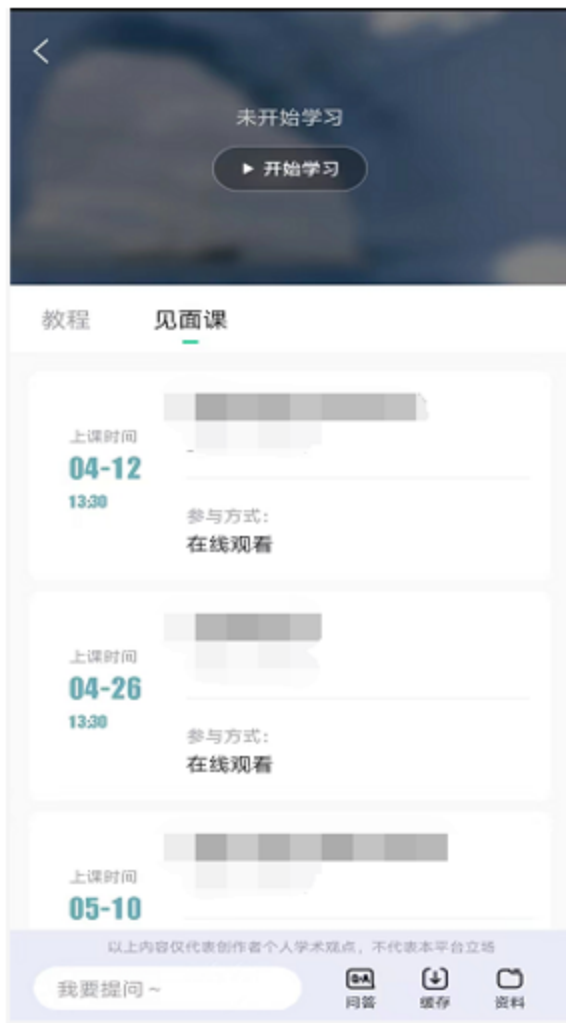 未开始学习
开始学习
教程
见面课
上课时间
04-12
13:30
参与方式:
在线观看
上课时间
04-26
13:30
参与方式:
在线观看
上课时间
05-10
以上内容仅代表创作者个人学术观点，不代表本平台立场
我要提问~
Q·A
问答
缓存
资料